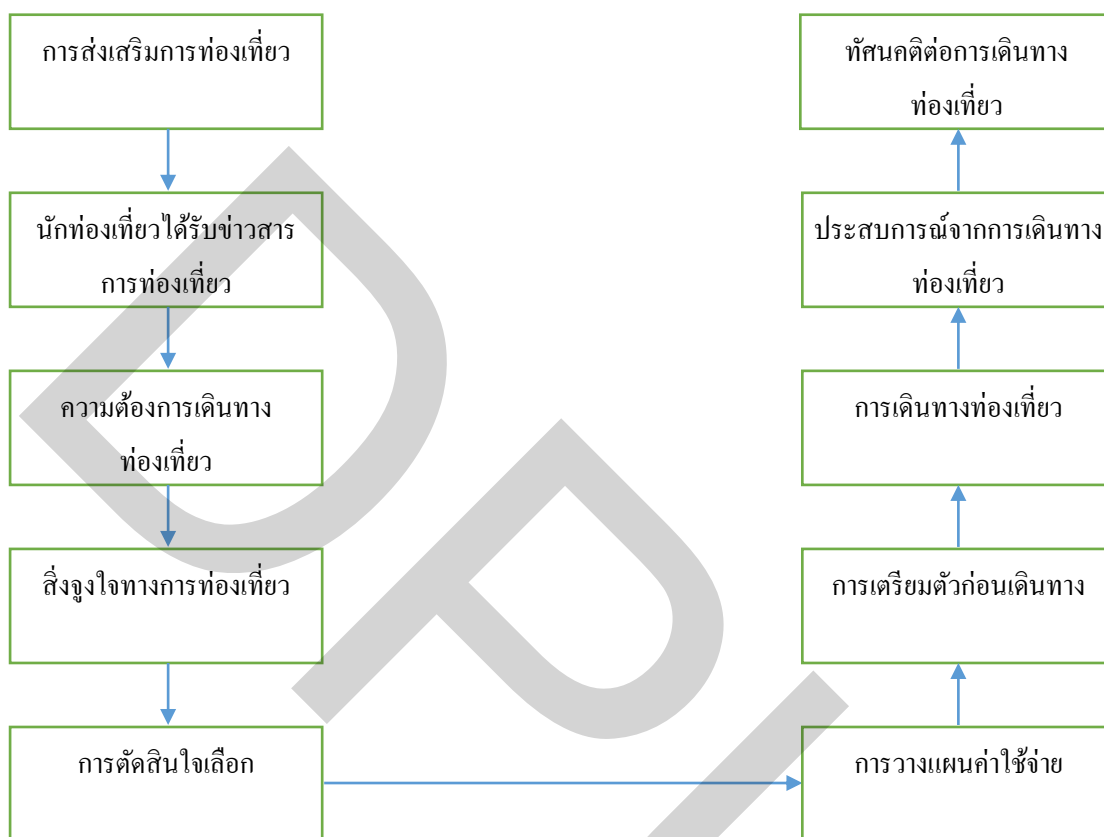 การส่งเสริมการท่องเที่ยว
นักท่องเที่ยวได้รับข่าวสาร
การท่องเที่ยว
ความต้องการเดินทาง
ท่องเที่ยว
สิ่งจูงใจทางการท่องเที่ยว
การตัดสินใจเลือก
การวางแผนค่าใช้จ่าย
การเตรียมตัวก่อนเดินทาง
การเดินทางท่องเที่ยว
ประสบการณ์จากการเดินทาง
ท่องเที่ยว
ทัศนคติต่อการเดินทาง
ท่องเที่ยว